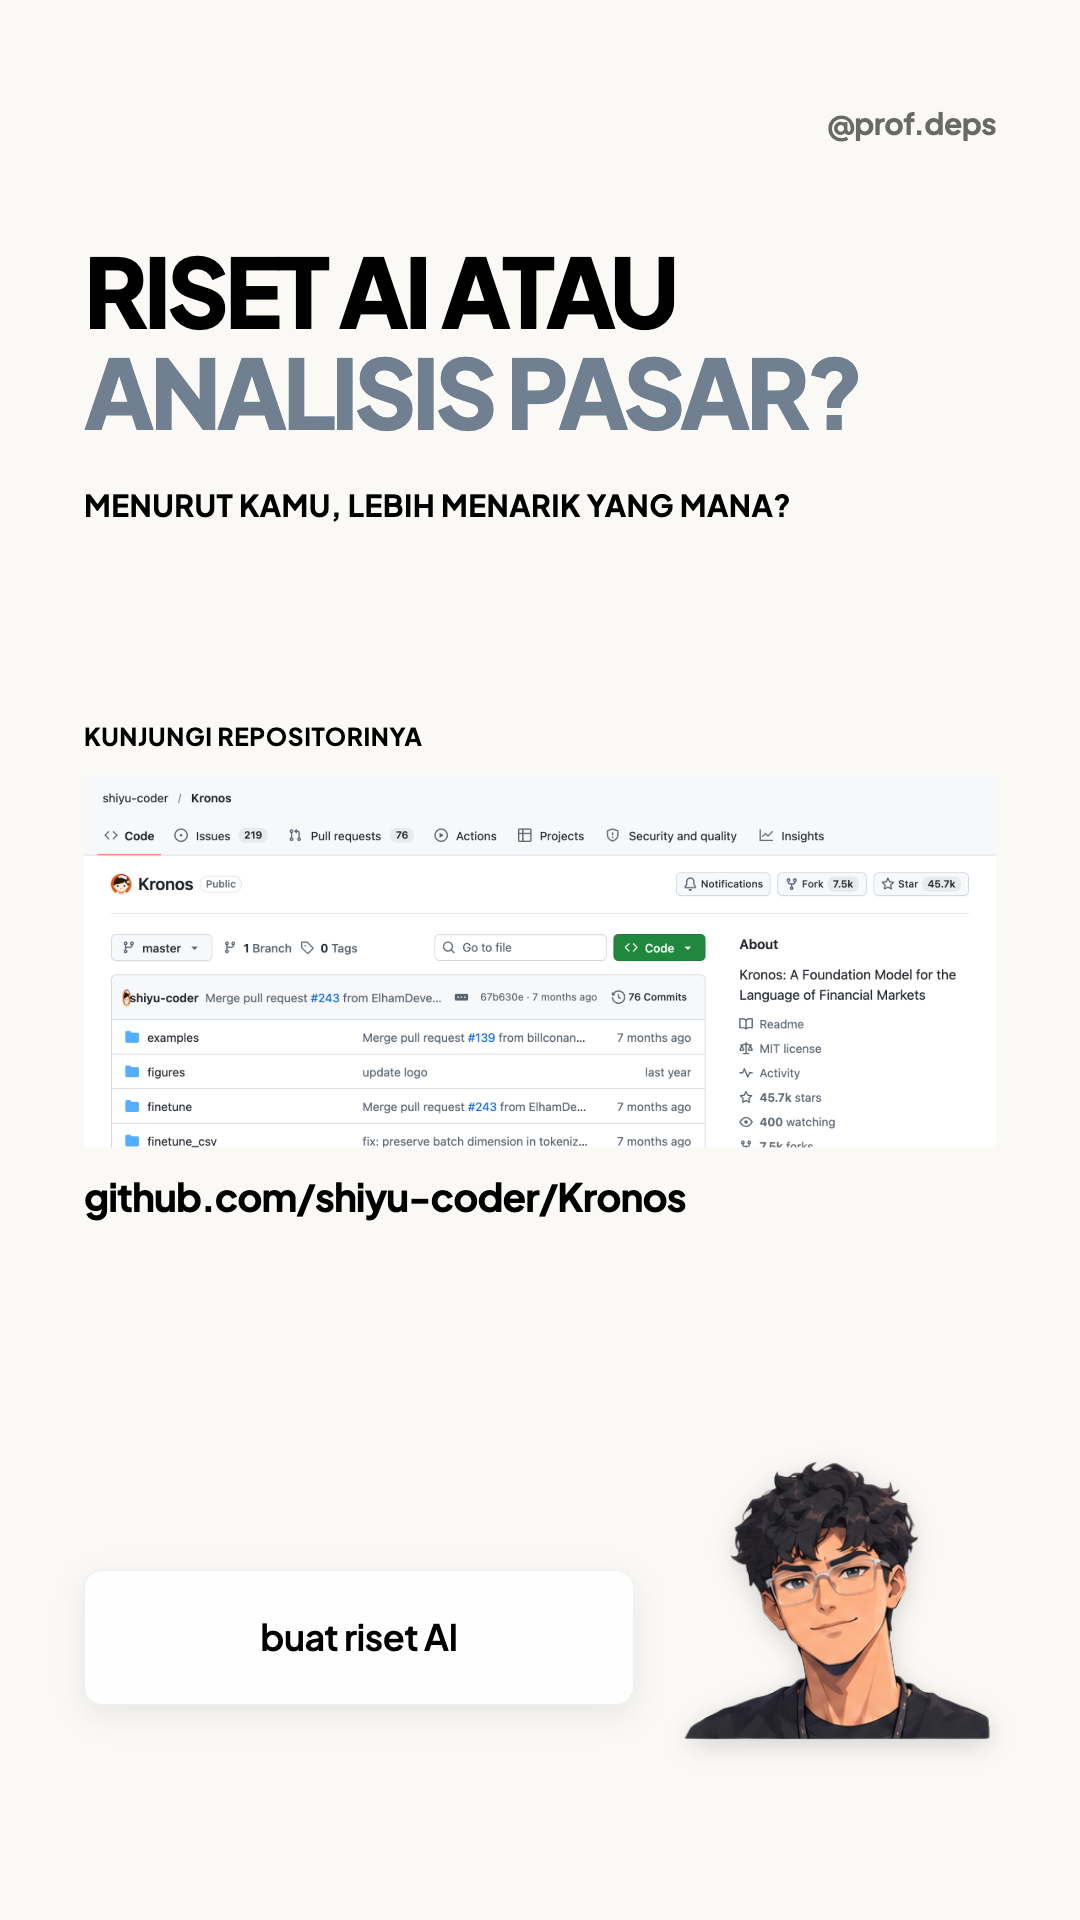 @prof.deps
RISET AI ATAU
ANALISIS PASAR?
MENURUT KAMU, LEBIH MENARIK YANG MANA?
KUNJUNGI REPOSITORINYA
shiyu-coder / Kronos
Code Issues 219 Pull requests 76 Actions Projects Security and quality Insights
Kronos Public Notifications Fork 7.5k Star 45.7k
master 1 Branch 0 Tags Go to file Code
About
Kronos: A Foundation Model for the
Language of Financial Markets
shiyu-coder Merge pull request #243 from ElhamDeve... 67b630e · 7 months ago 76 Commits
Readme
examples Merge pull request #139 from billconan... 7 months ago
MIT license
figures update logo last year
Activity
45.7k stars
finetune Merge pull request #243 from ElhamDe... 7 months ago
400 watching
finetune_csv fix: preserve batch dimension in tokeniz... 7 months ago
7.5k forks
github.com/shiyu-coder/Kronos
buat riset AI